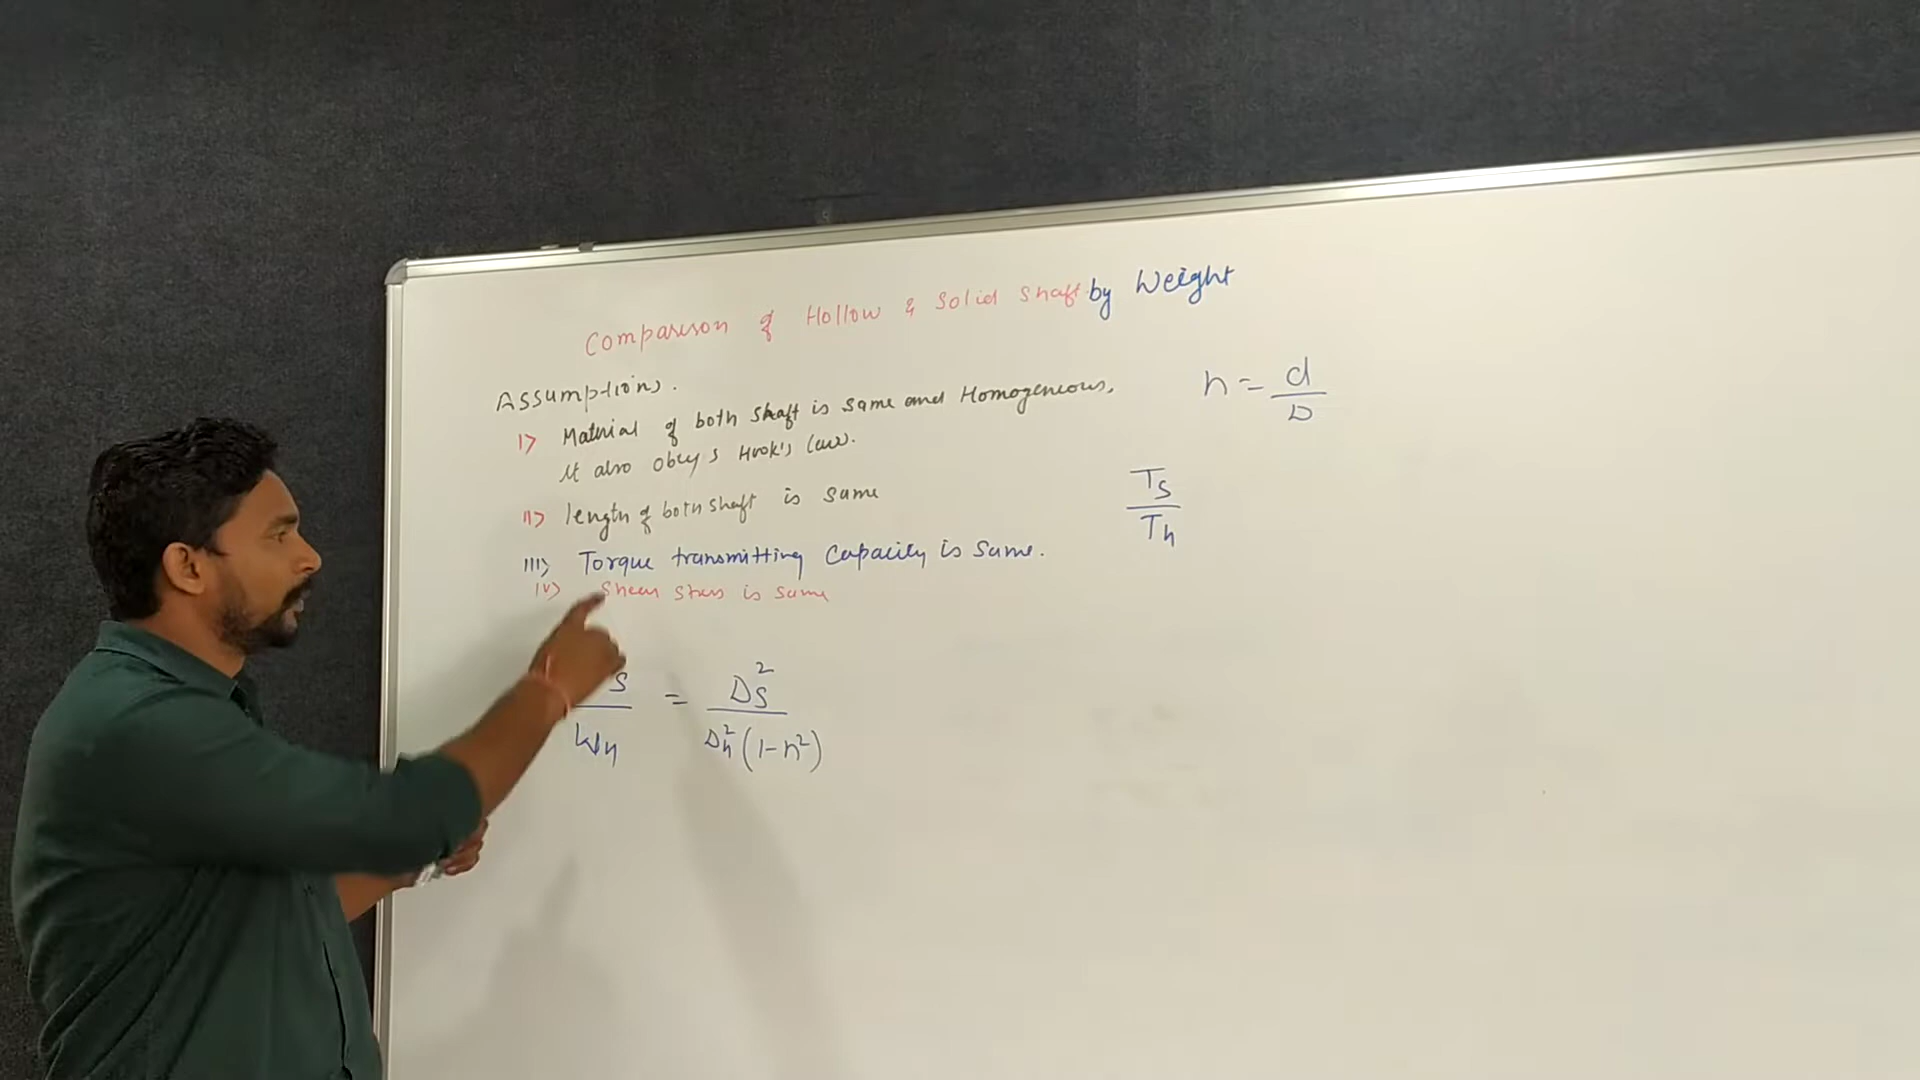 Comparison of Hollow & Solid Shaft by Weight
Assumptions.
n = d/D
I) Material of both shaft is same and Homogeneous,
it also obeys Hook's law.
II) length of both shaft is same
Ts/Th
III) Torque transmitting Capacity is same.
IV) Shear stress is same
s/Wh = Ds²/Dh²(1-n²)